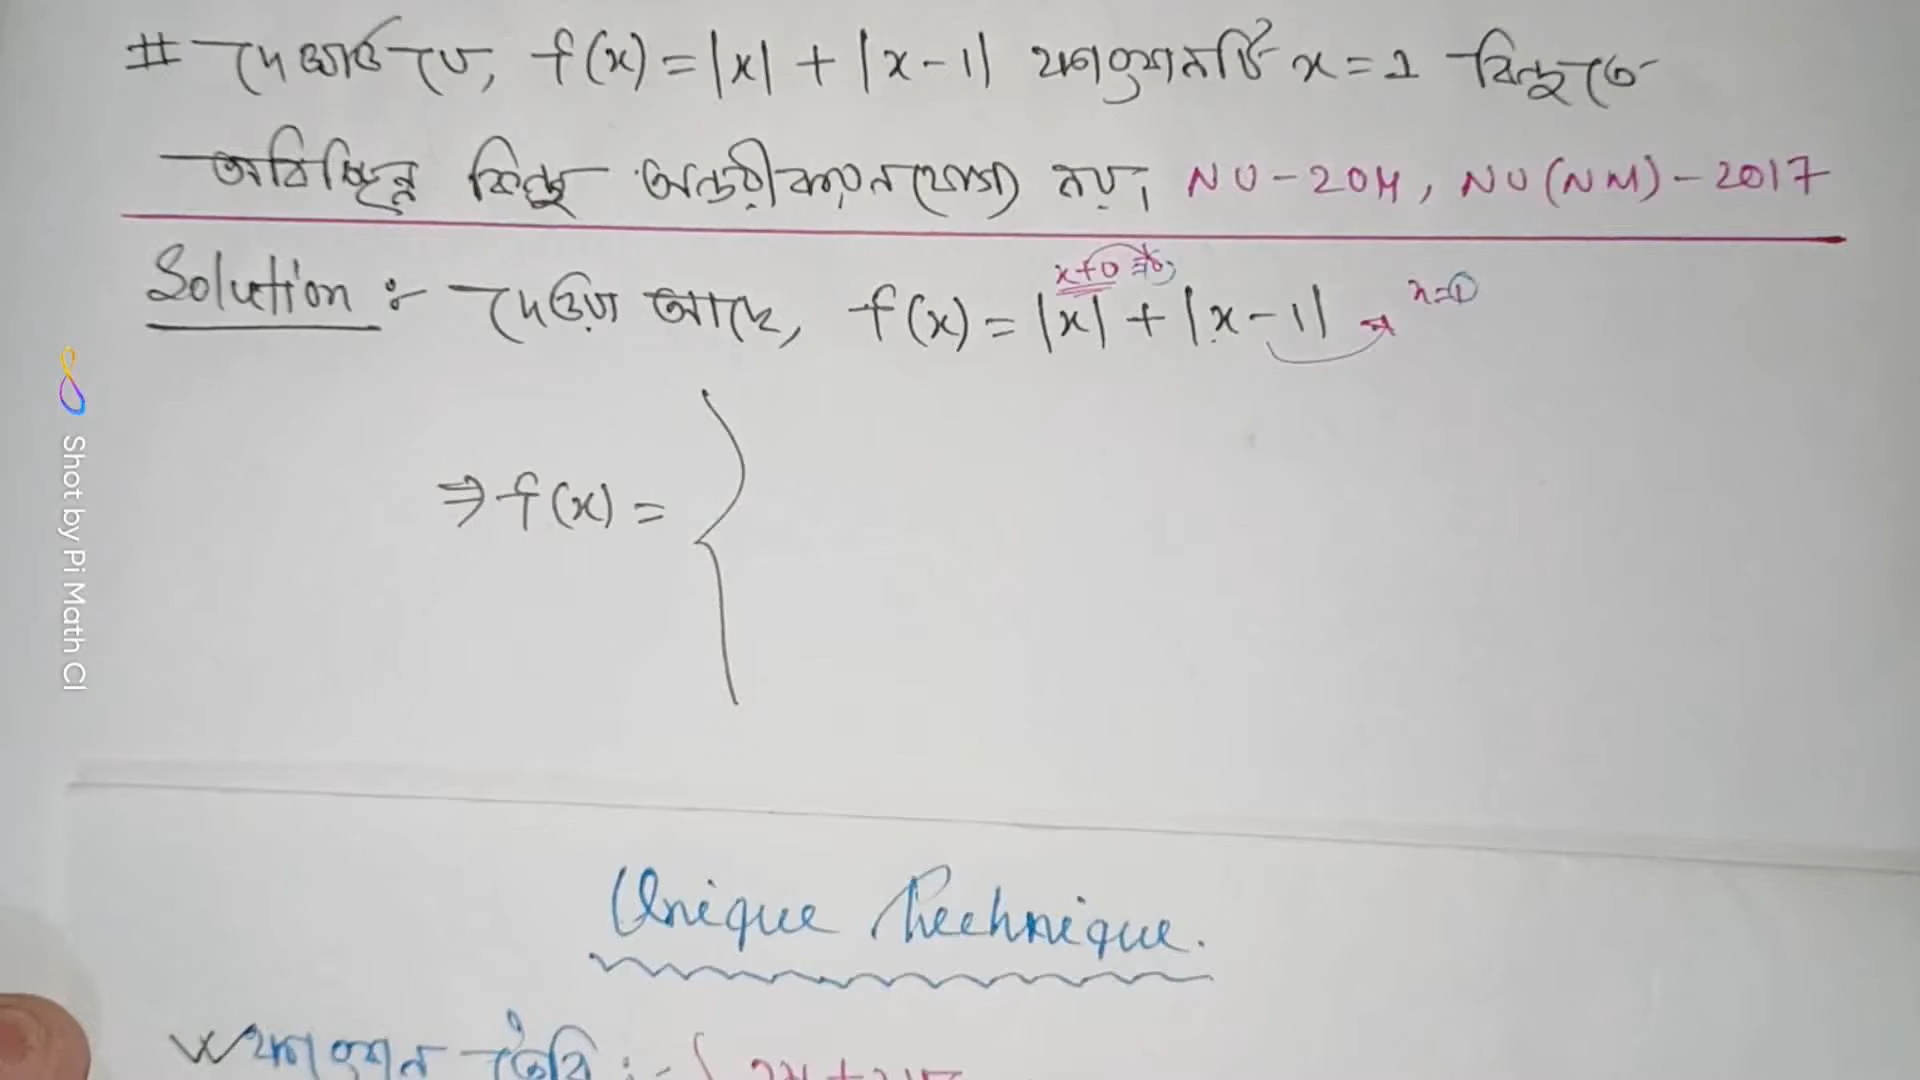 # দেখাও যে, f(x) = |x| + |x-1| ফাংশনটি x = 1 বিন্দুতে
অবিচ্ছিন্ন কিন্তু অন্তরীকরণযোগ্য নয়। NU-2014, NU(NM)-2017
x+0
Solution : দেওয়া আছে, f(x) = |x| + |x-1| x=1
⇒ f(x) = {
Unique Technique.
ফাংশন তৈরি :-
Shot by Pi Math Cl